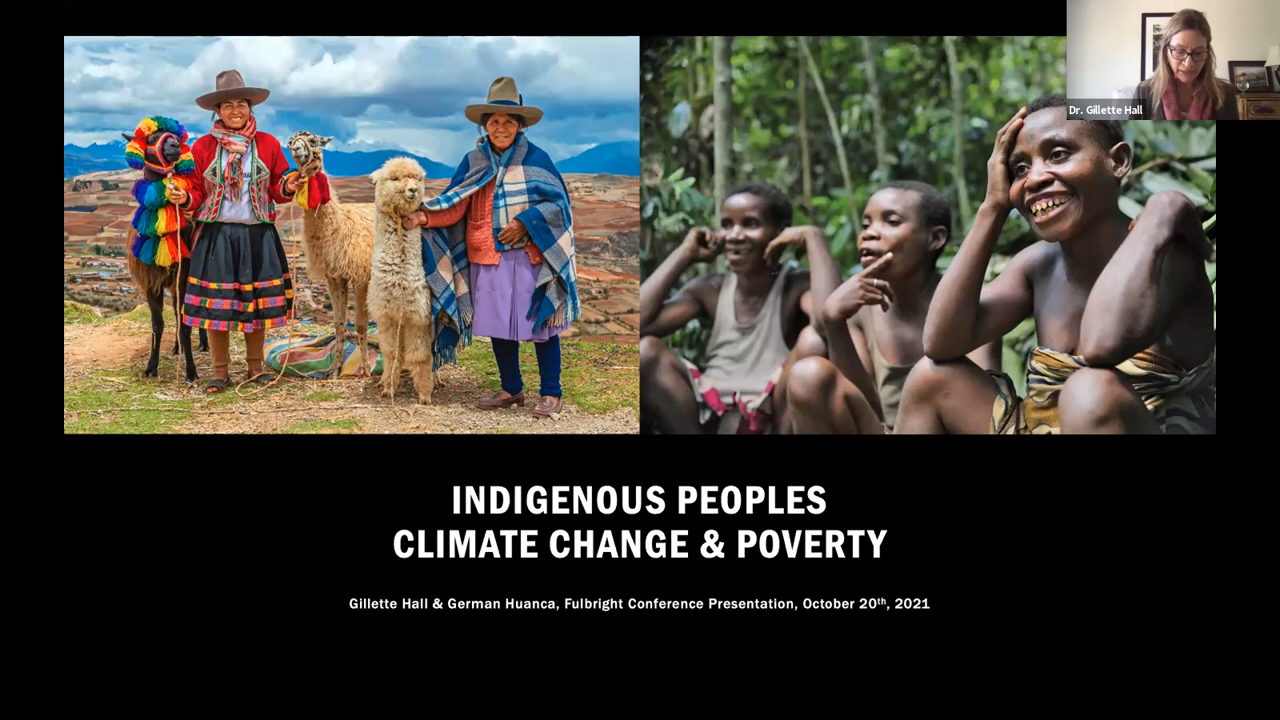 Dr. Gillette Hall
INDIGENOUS PEOPLES
CLIMATE CHANGE & POVERTY
Gillette Hall & German Huanca, Fulbright Conference Presentation, October 20th, 2021